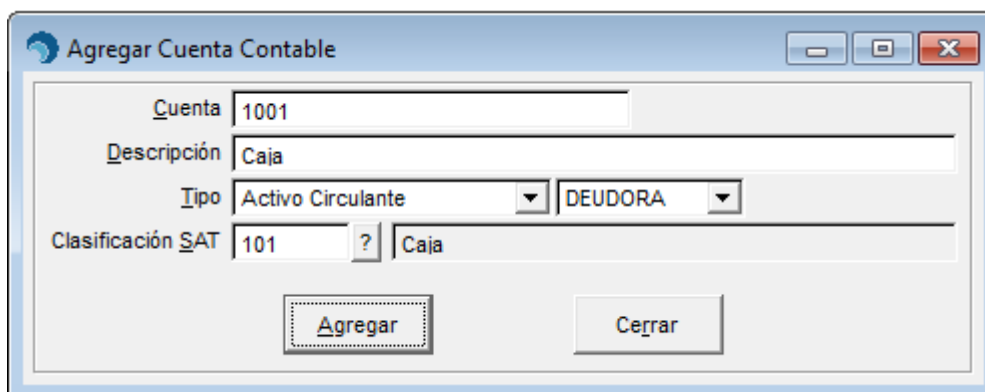 Agregar Cuenta Contable
Cuenta 1001
Descripción Caja
Tipo Activo Circulante DEUDORA
Clasificación SAT 101 ? Caja
Agregar Cerrar